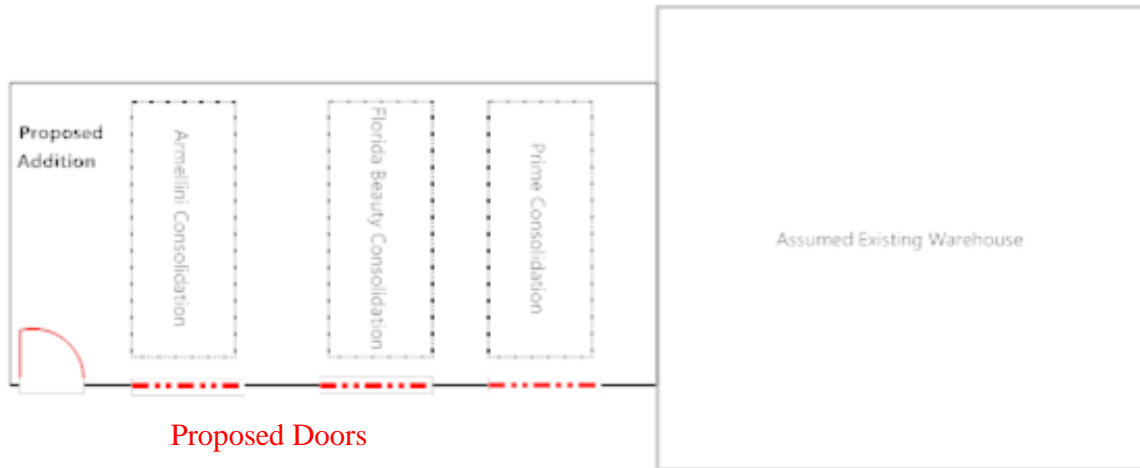 Proposed
Addition
Armellini Consolidation
Florida Beauty Consolidation
Prime Consolidation
Assumed Existing Warehouse
Proposed Doors